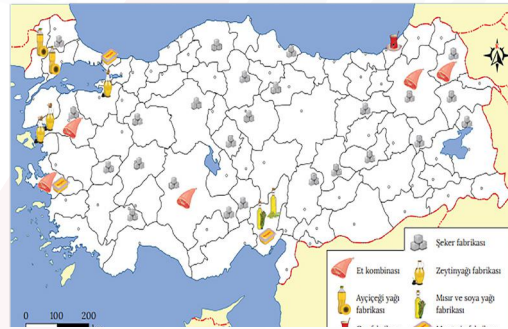 Şeker fabrikası
Et kombinası
Zeytinyağı fabrikası
Ayçiçeği yağı
fabrikası
Mısır ve soya yağı
fabrikası
0 100 200